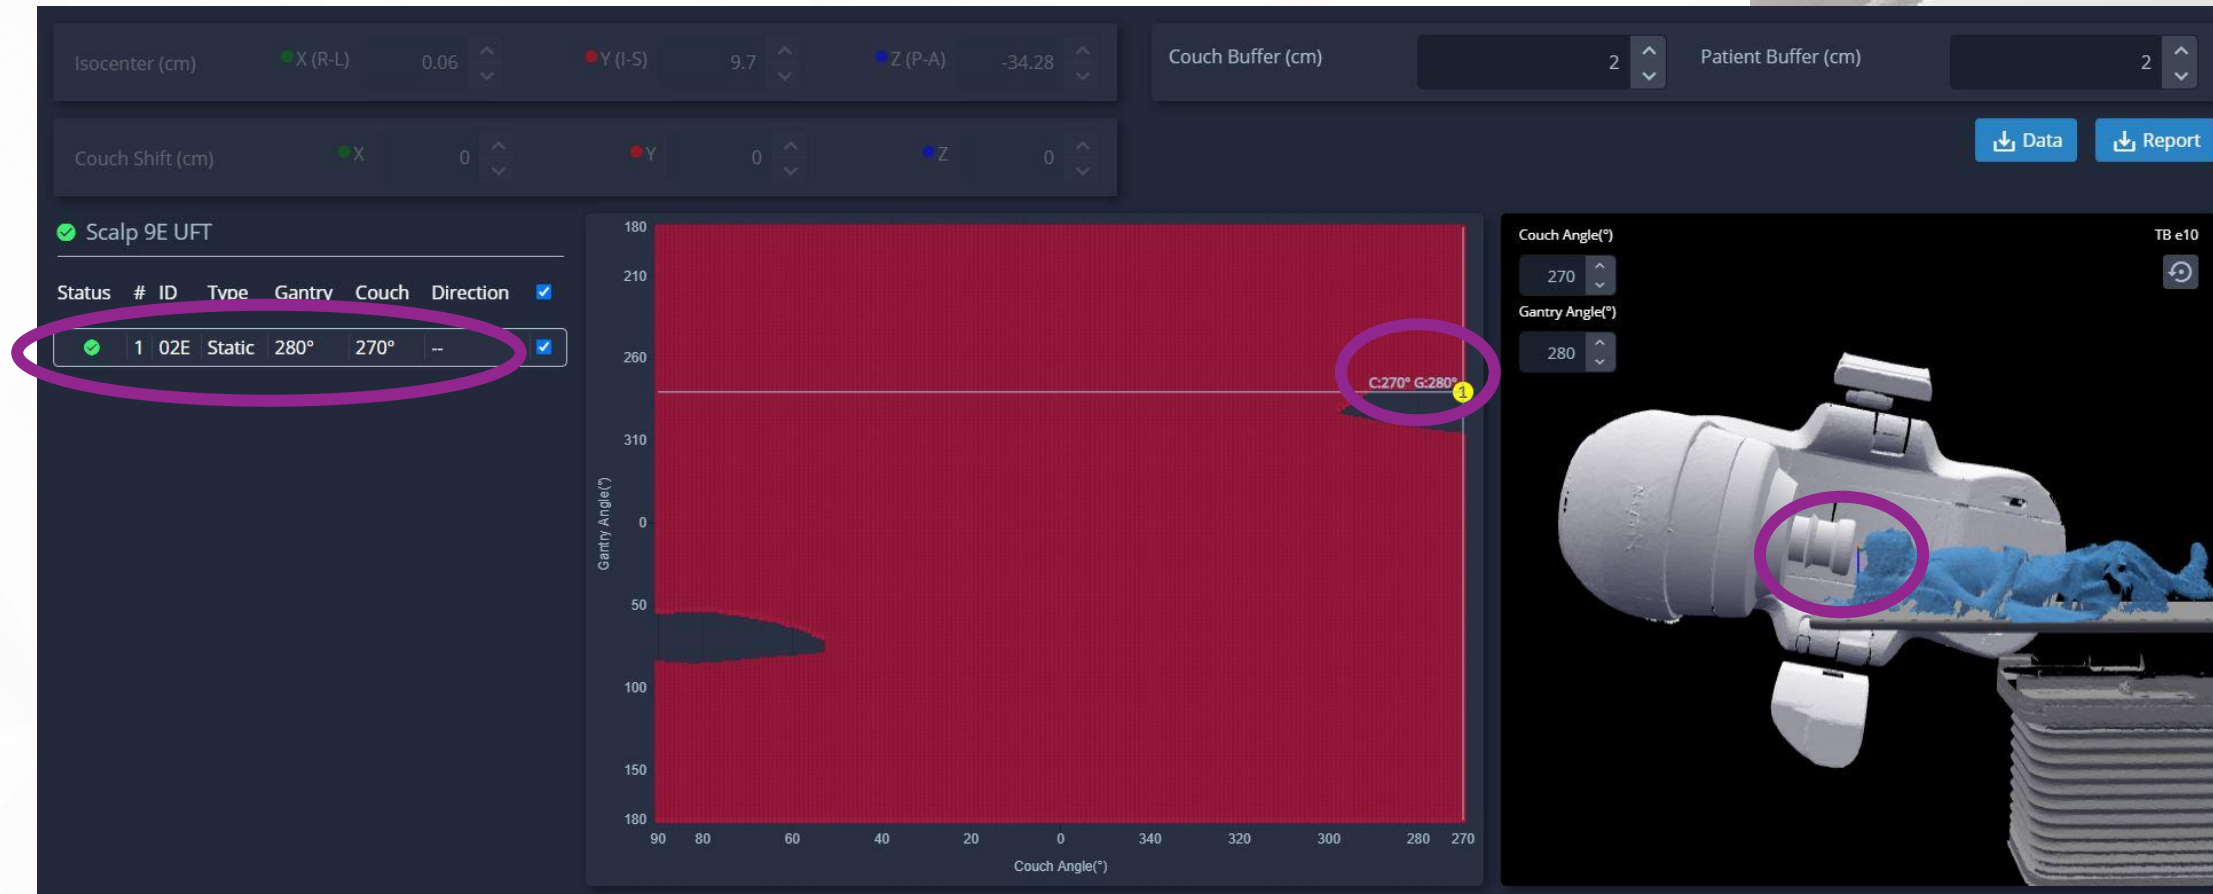 Isocenter (cm) X (R-L) 0.06 Y (I-S) 9.7 Z (P-A) -34.28
Couch Buffer (cm) 2 Patient Buffer (cm) 2
Couch Shift (cm) X 0 Y 0 Z 0
Data Report
Scalp 9E UFT
Status # ID Type Gantry Couch Direction
1 02E Static 280° 270° --
180
210
260
310
0
50
100
150
180
Gantry Angle(°)
C:270° G:280°
1
90 80 60 40 20 0 340 320 300 280 270
Couch Angle(°)
Couch Angle(°)
TB e10
270
Gantry Angle(°)
280
VARIAN